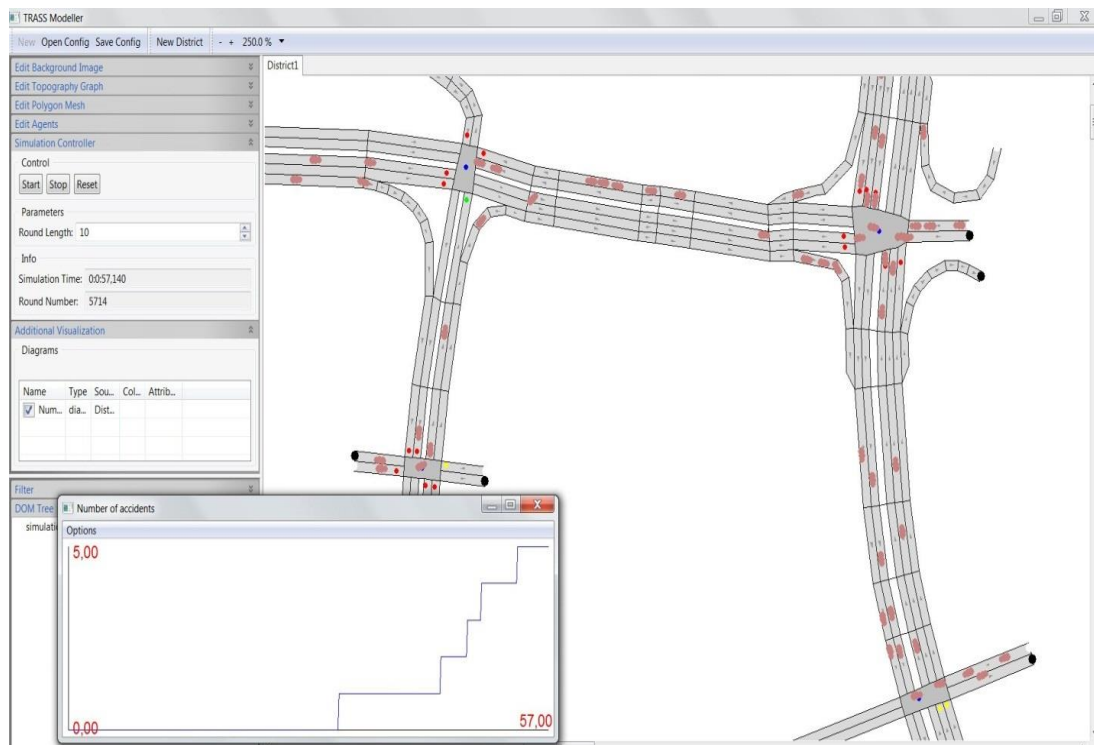 TRASS Modeller
New Open Config Save Config New District - + 250.0 %
Edit Background Image
Edit Topography Graph
Edit Polygon Mesh
Edit Agents
Simulation Controller
Control
Start Stop Reset
Parameters
Round Length: 10
Info
Simulation Time: 0:0:57,140
Round Number: 5714
Additional Visualization
Diagrams
Name Type Sou... Col... Attrib...
Num... dia... Dist...
Filter
DOM Tree
simulatio
District1
Number of accidents
Options
5,00
0,00
57,00